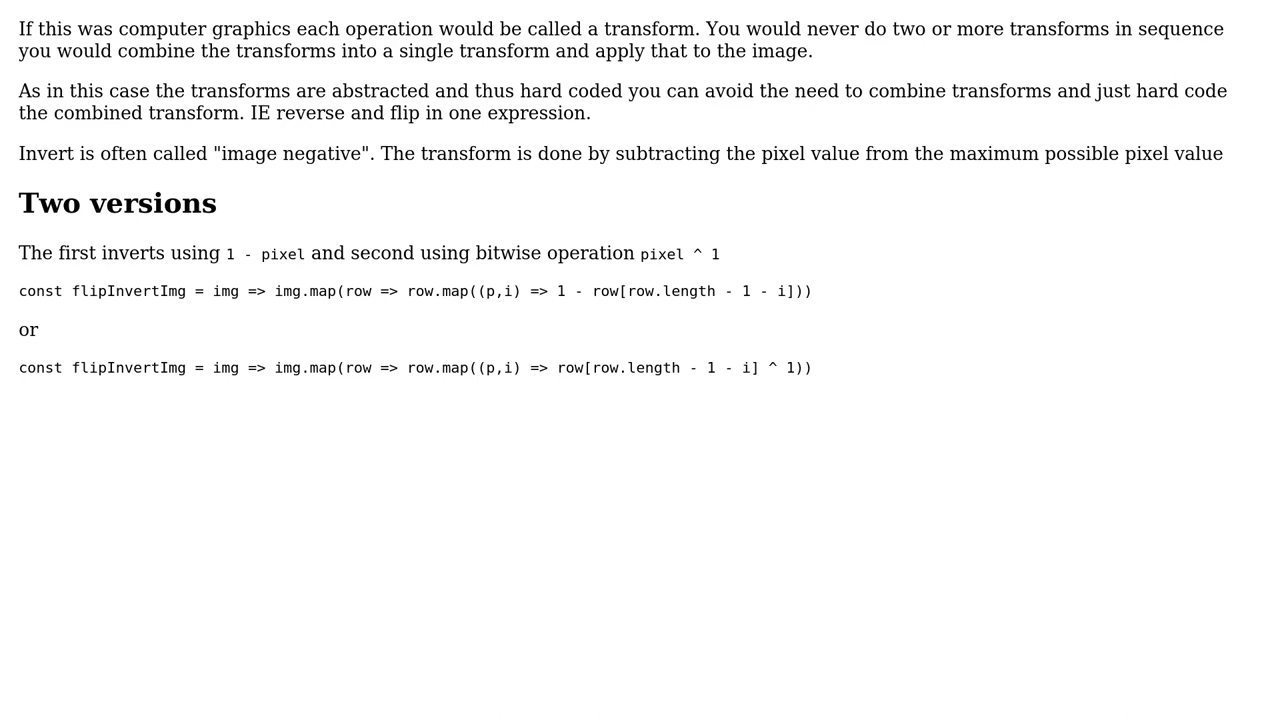 If this was computer graphics each operation would be called a transform. You would never do two or more transforms in sequence
you would combine the transforms into a single transform and apply that to the image.
As in this case the transforms are abstracted and thus hard coded you can avoid the need to combine transforms and just hard code
the combined transform. IE reverse and flip in one expression.
Invert is often called "image negative". The transform is done by subtracting the pixel value from the maximum possible pixel value
Two versions
The first inverts using 1 - pixel and second using bitwise operation pixel ^ 1
const flipInvertImg = img => img.map(row => row.map((p,i) => 1 - row[row.length - 1 - i]))
or
const flipInvertImg = img => img.map(row => row.map((p,i) => row[row.length - 1 - i] ^ 1))